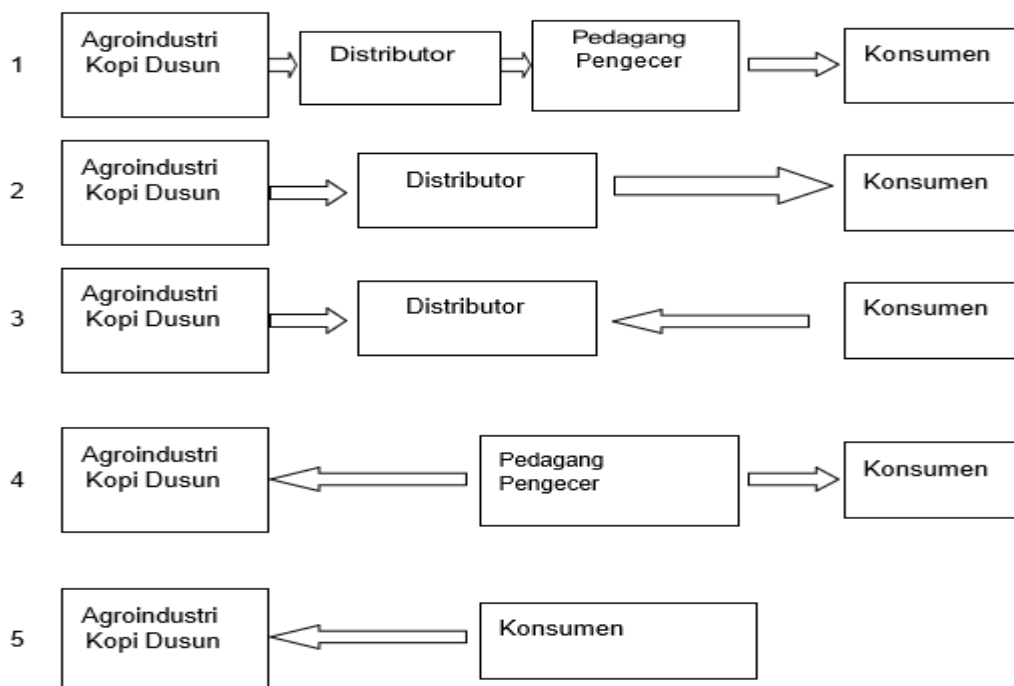 1
Agroindustri
Kopi Dusun
Distributor
Pedagang
Pengecer
Konsumen
2
Agroindustri
Kopi Dusun
Distributor
Konsumen
3
Agroindustri
Kopi Dusun
Distributor
Konsumen
4
Agroindustri
Kopi Dusun
Pedagang
Pengecer
Konsumen
5
Agroindustri
Kopi Dusun
Konsumen